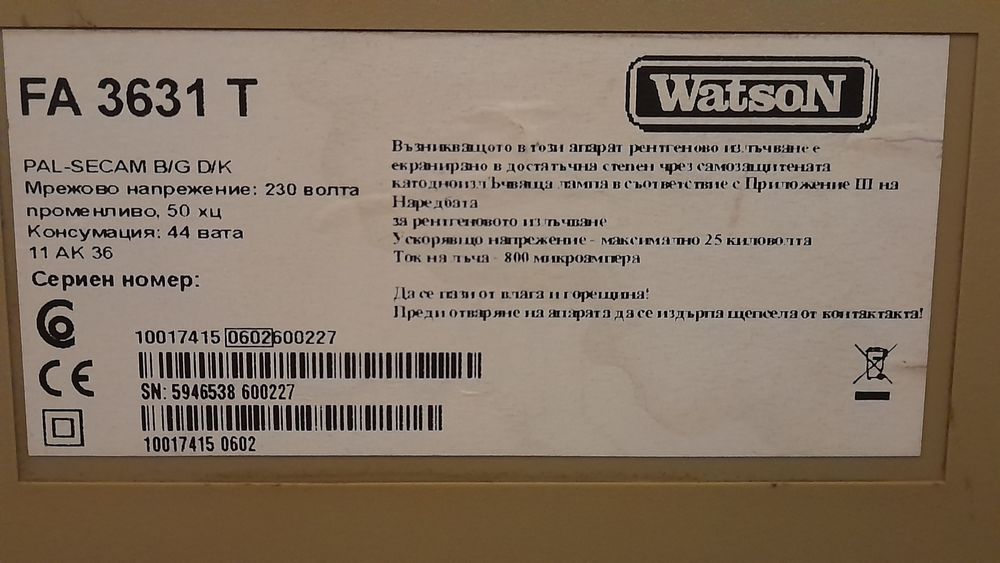 FA 3631 T
WatsoN
PAL-SECAM B/G D/K
Мрежово напрежение: 230 волта
променливо, 50 хц
Консумация: 44 вата
11 AK 36
Сериен номер:
Възникващото в този апарат рентгеново излъчване е
екранирано в достатъчна степен чрез самозащитената
катодноизлЪчваща лампа в съответствие с Приложение III на
Наредбата
за рентгеновото излъчване
Ускоряващо напрежение - максимално 25 киловолта
Ток на лъча - 800 микроампера
Да се пази от влага и горещина!
Преди отваряне на апарата да се издърпа щепсела от контактакта!
10017415 0602600227
CE
SN: 5946538 600227
10017415 0602